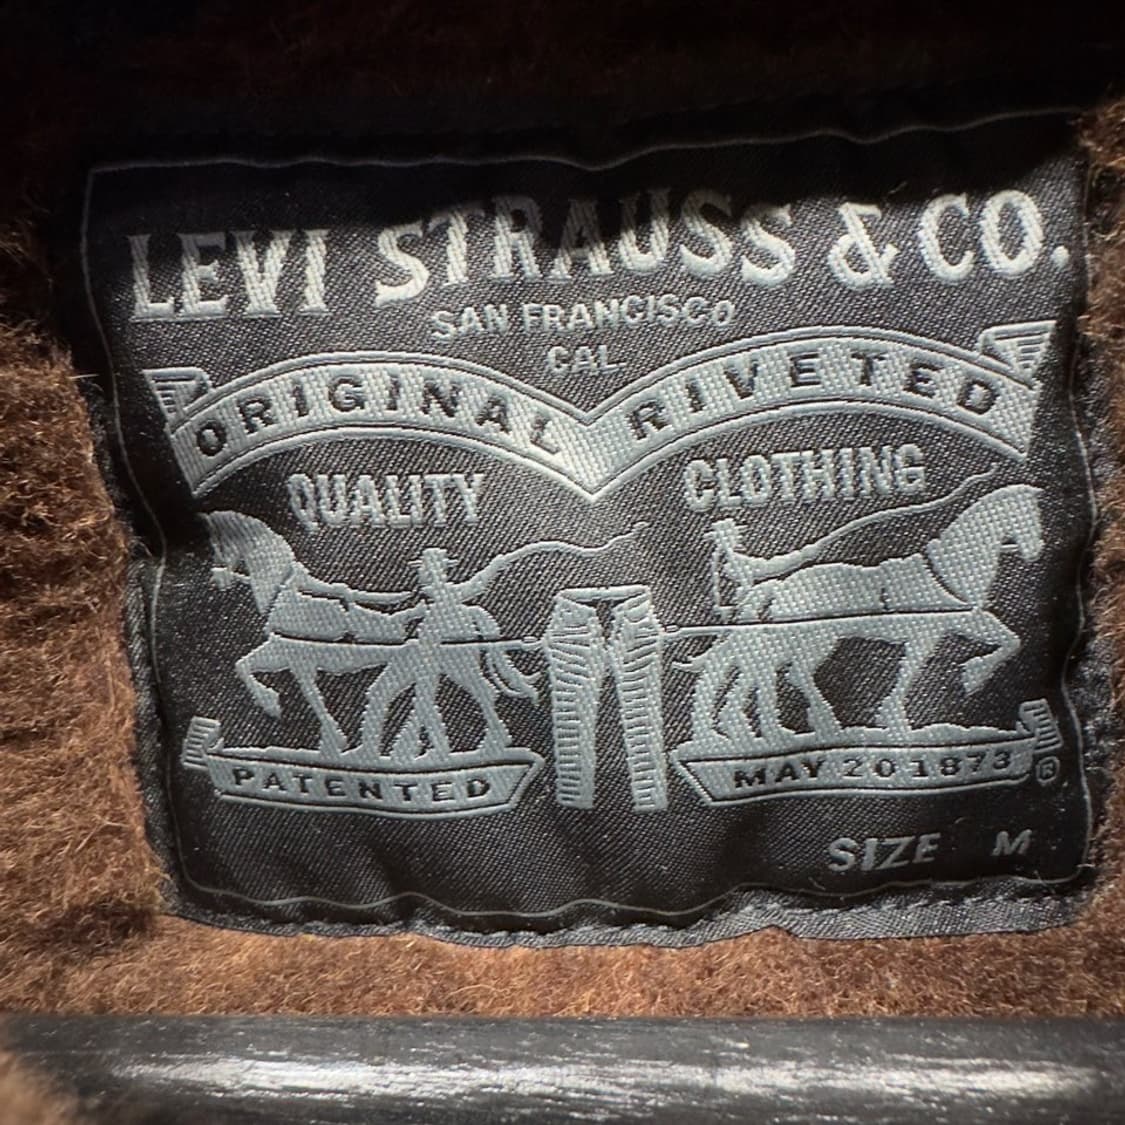 LEVI STRAUSS & CO.
SAN FRANCISCO
CAL.
ORIGINAL RIVETED
QUALITY CLOTHING
PATENTED MAY 20 1873
®
SIZE M